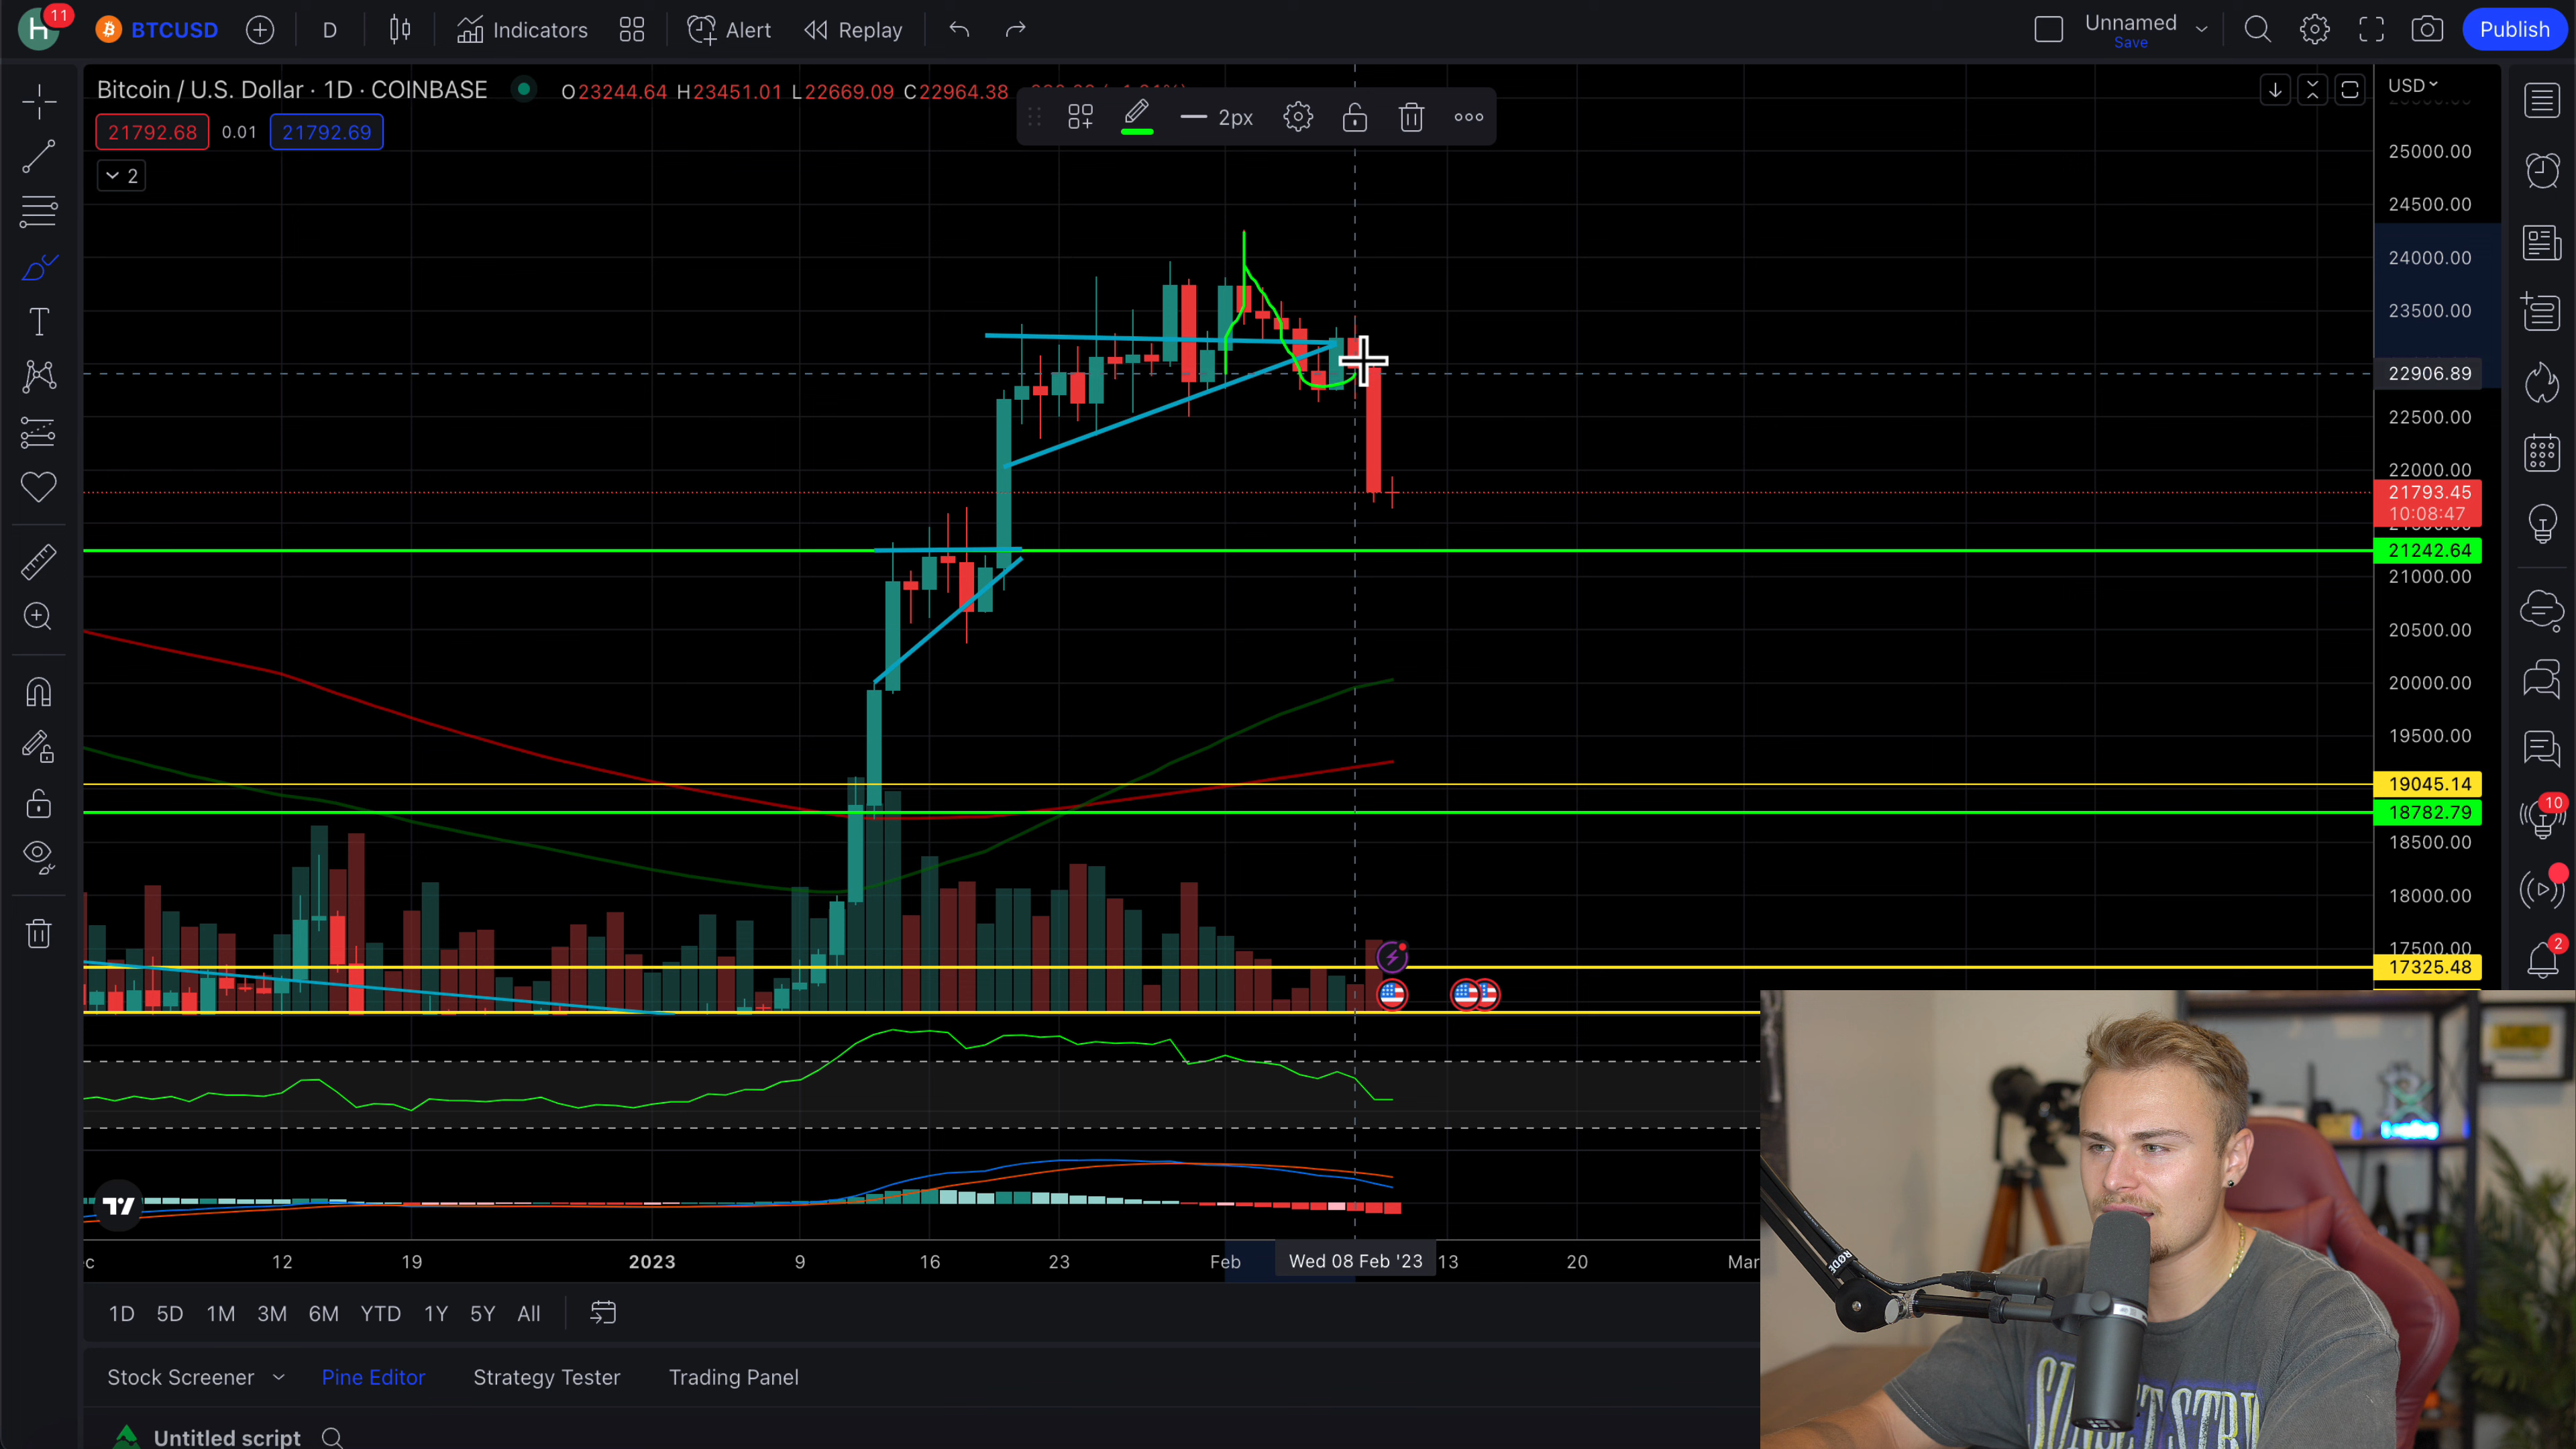 H 11 BTCUSD D Indicators Alert Replay Unnamed Save Publish
Bitcoin / U.S. Dollar · 1D · COINBASE O23244.64 H23451.01 L22669.09 C22964.38
USD
21792.68 0.01 21792.69
2px
2
25000.00
24500.00
24000.00
23500.00
22906.89
22500.00
22000.00
21793.45
10:08:47
21242.64
21000.00
20500.00
20000.00
19500.00
19045.14
18782.79
18500.00
18000.00
17500.00
17325.48
10
2
12 19 2023 9 16 23 Feb Wed 08 Feb '23 13 20 Mar
1D 5D 1M 3M 6M YTD 1Y 5Y All
Stock Screener Pine Editor Strategy Tester Trading Panel
Untitled script
RØDE